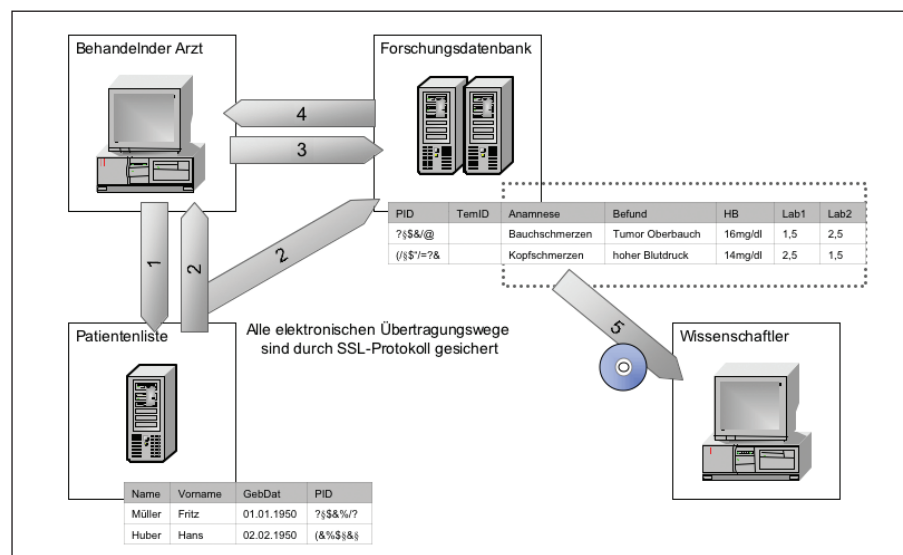 Behandelnder Arzt
Forschungsdatenbank
4
3
PID TemID Anamnese Befund HB Lab1 Lab2
?§$&/@ Bauchschmerzen Tumor Oberbauch 16mg/dl 1,5 2,5
(/§$"/=?& Kopfschmerzen hoher Blutdruck 14mg/dl 2,5 1,5
1
2
2
5
Patientenliste
Alle elektronischen Übertragungswege
sind durch SSL-Protokoll gesichert
Wissenschaftler
Name Vorname GebDat PID
Müller Fritz 01.01.1950 ?§$&%/?
Huber Hans 02.02.1950 (&%$§&§